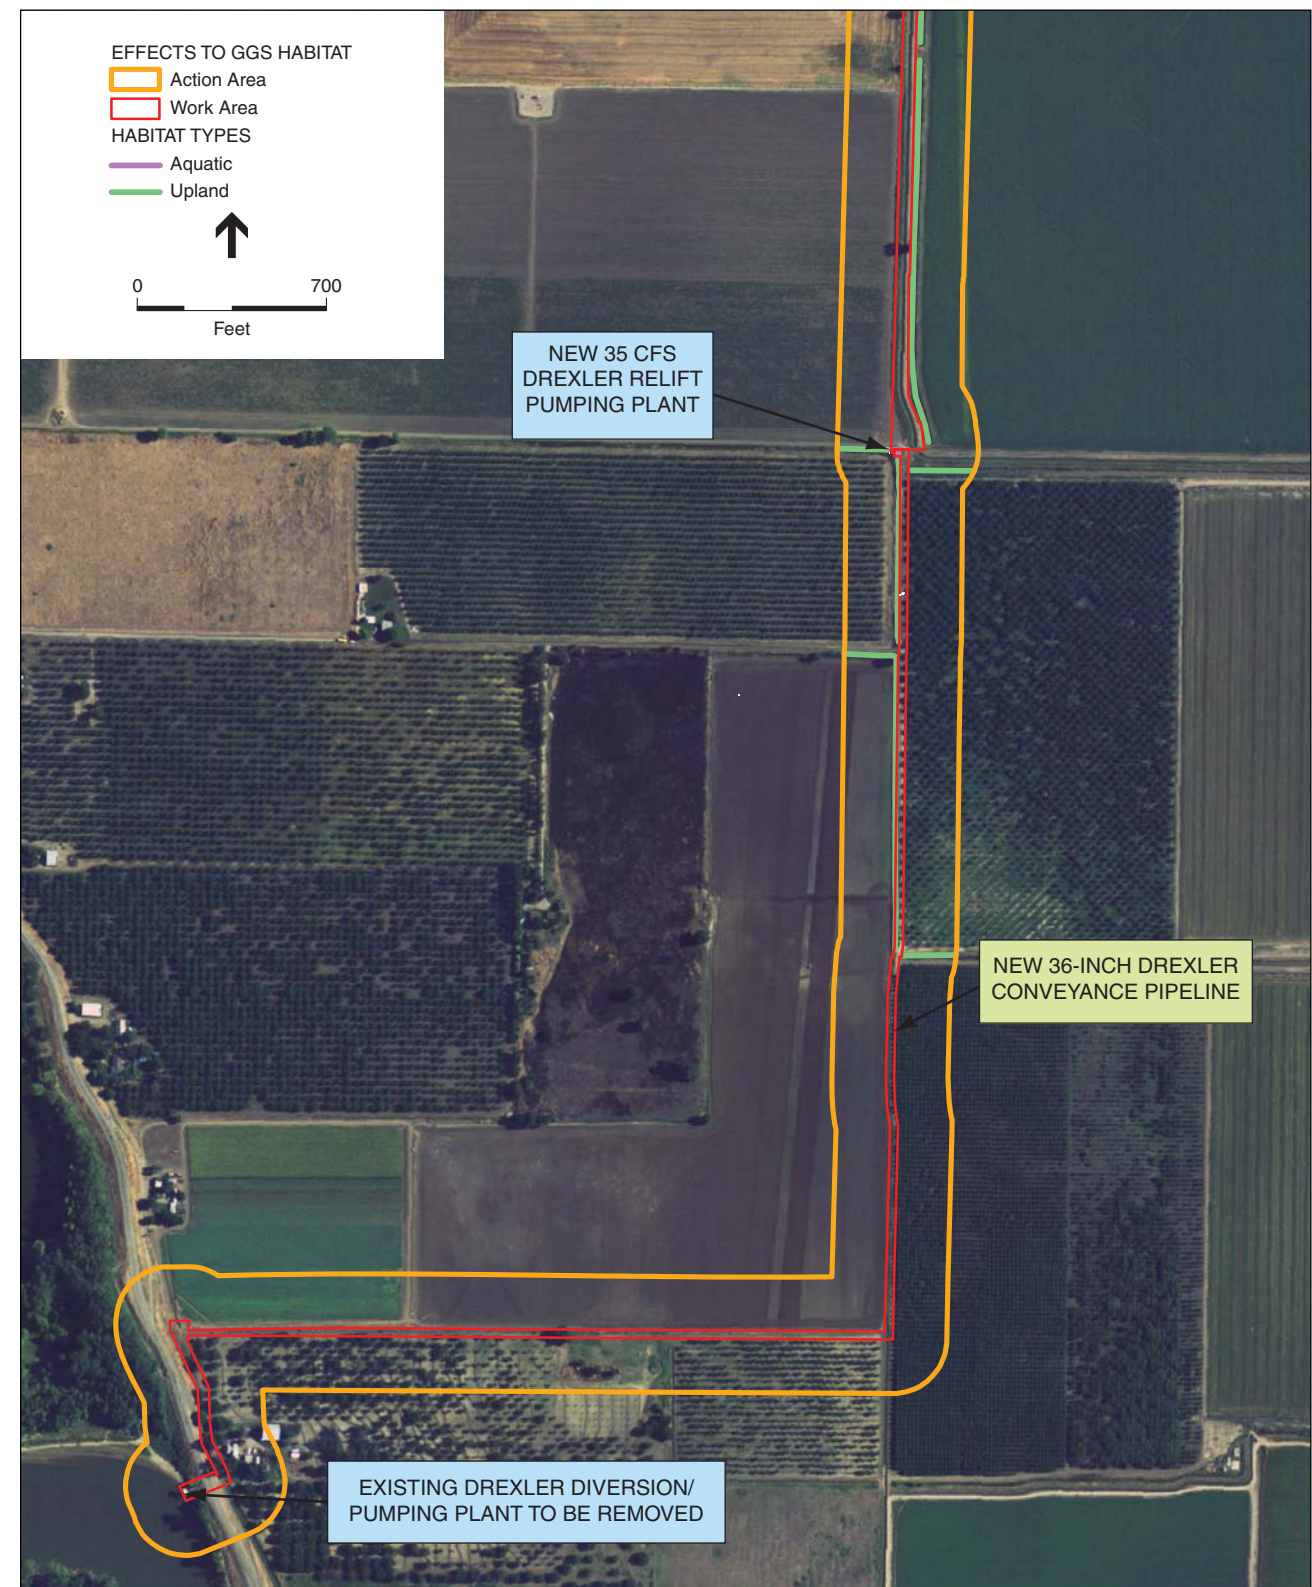 EFFECTS TO GGS HABITAT
Action Area
Work Area
HABITAT TYPES
Aquatic
Upland
0 700
Feet
NEW 35 CFS
DREXLER RELIFT
PUMPING PLANT
NEW 36-INCH DREXLER
CONVEYANCE PIPELINE
EXISTING DREXLER DIVERSION/
PUMPING PLANT TO BE REMOVED